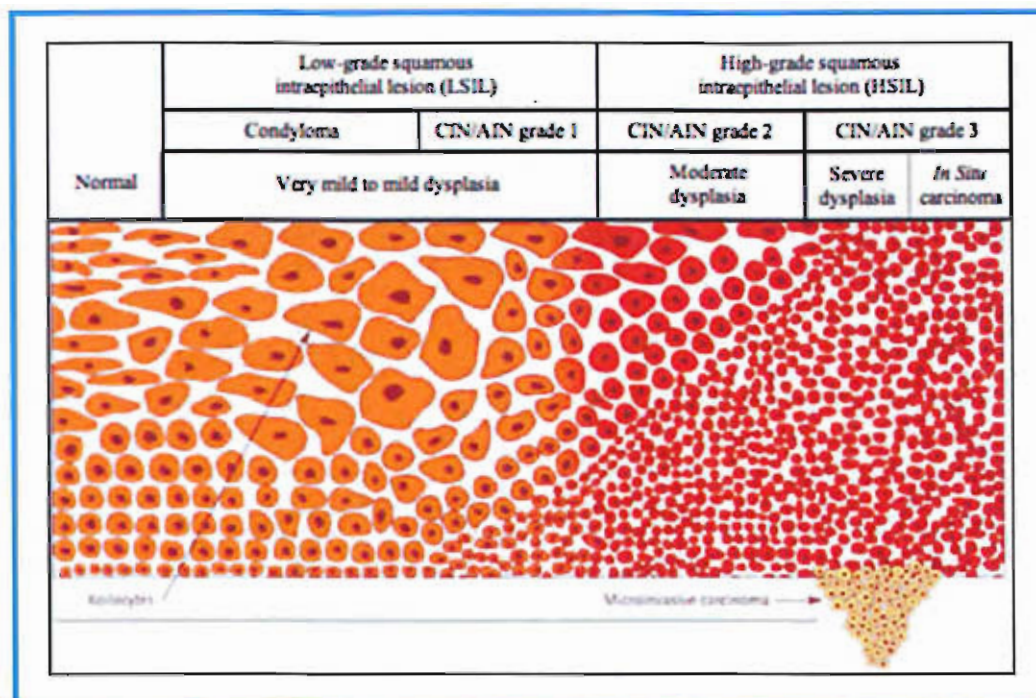 Low-grade squamous
intraepithelial lesion (LSIL)
High-grade squamous
intraepithelial lesion (HSIL)
Condyloma
CIN/AIN grade 1
CIN/AIN grade 2
CIN/AIN grade 3
Normal
Very mild to mild dysplasia
Moderate
dysplasia
Severe
dysplasia
In Situ
carcinoma
Koilocytes
Microinvasive carcinoma